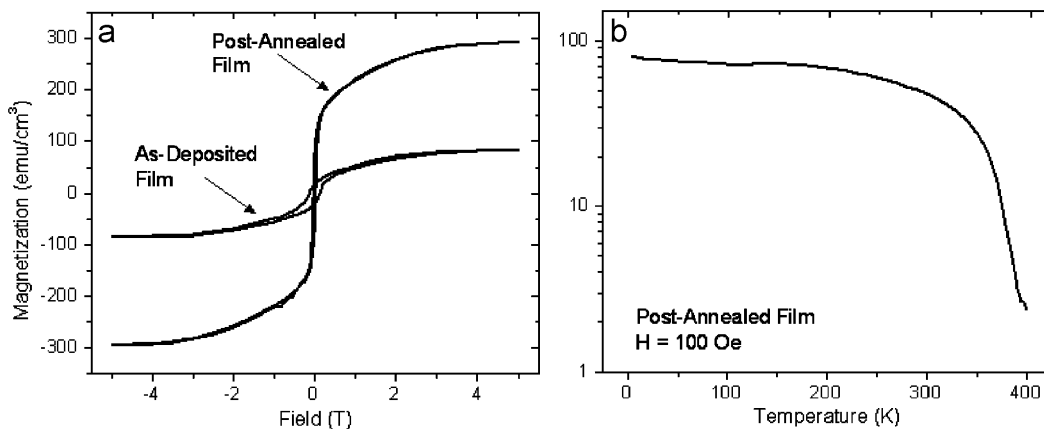 a
300
200
100
0
-100
-200
-300
Magnetization (emu/cm³)
Post-Annealed
Film
As-Deposited
Film
-4
-2
0
2
4
Field (T)
b
100
10
1
Post-Annealed Film
H = 100 Oe
0
100
200
300
400
Temperature (K)